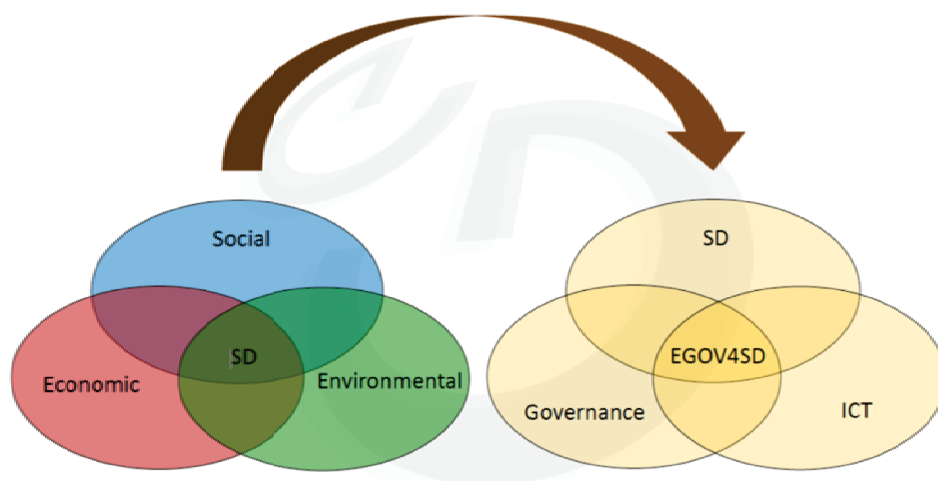 Social
SD
Economic
Environmental
SD
EGOV4SD
Governance
ICT